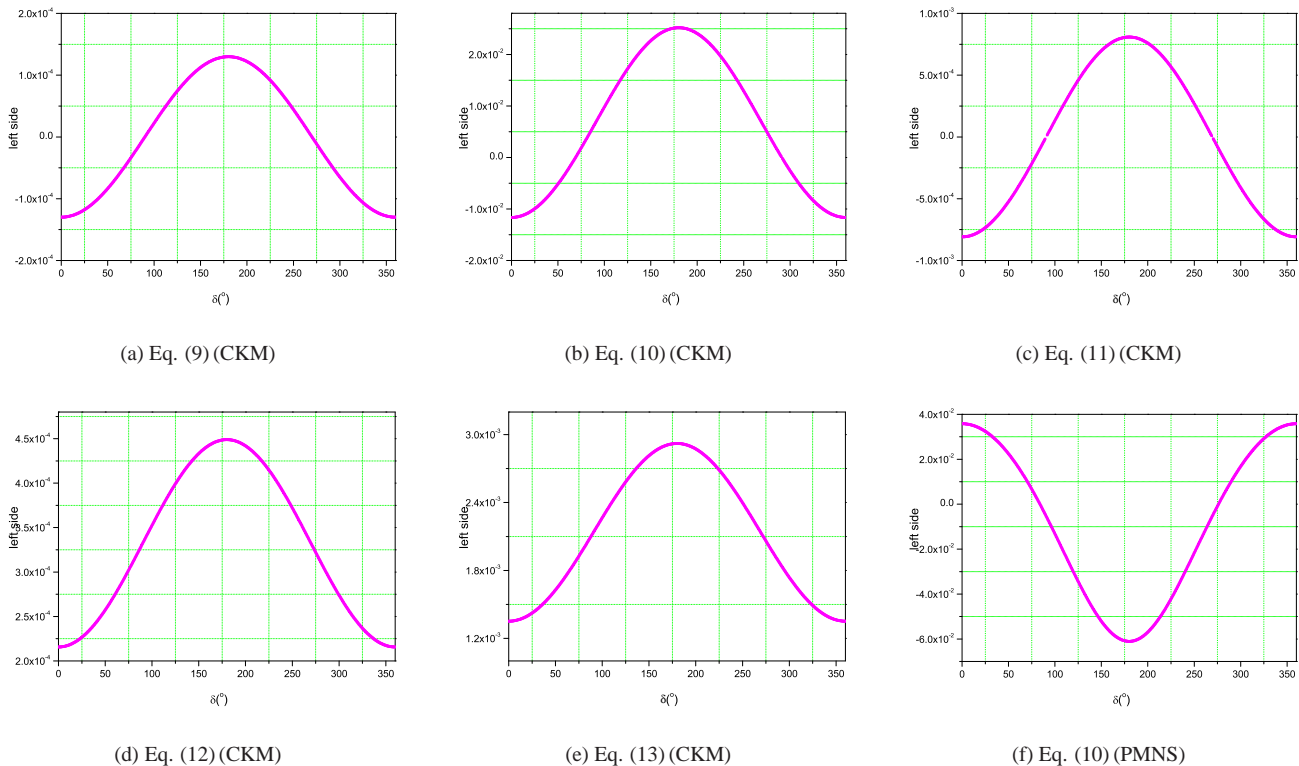 2.0x10⁻⁴
1.0x10⁻⁴
0.0
-1.0x10⁻⁴
-2.0x10⁻⁴
left side
0 50 100 150 200 250 300 350
δ(°)
(a) Eq. (9) (CKM)
2.0x10⁻²
1.0x10⁻²
0.0
-1.0x10⁻²
-2.0x10⁻²
left side
0 50 100 150 200 250 300 350
δ(°)
(b) Eq. (10) (CKM)
1.0x10⁻³
5.0x10⁻⁴
0.0
-5.0x10⁻⁴
-1.0x10⁻³
left side
0 50 100 150 200 250 300 350
δ(°)
(c) Eq. (11) (CKM)
4.5x10⁻⁴
4.0x10⁻⁴
3.5x10⁻⁴
3.0x10⁻⁴
2.5x10⁻⁴
2.0x10⁻⁴
left side
0 50 100 150 200 250 300 350
δ(°)
(d) Eq. (12) (CKM)
3.0x10⁻³
2.4x10⁻³
1.8x10⁻³
1.2x10⁻³
left side
0 50 100 150 200 250 300 350
δ(°)
(e) Eq. (13) (CKM)
4.0x10⁻²
2.0x10⁻²
0.0
-2.0x10⁻²
-4.0x10⁻²
-6.0x10⁻²
left side
0 50 100 150 200 250 300 350
δ(°)
(f) Eq. (10) (PMNS)